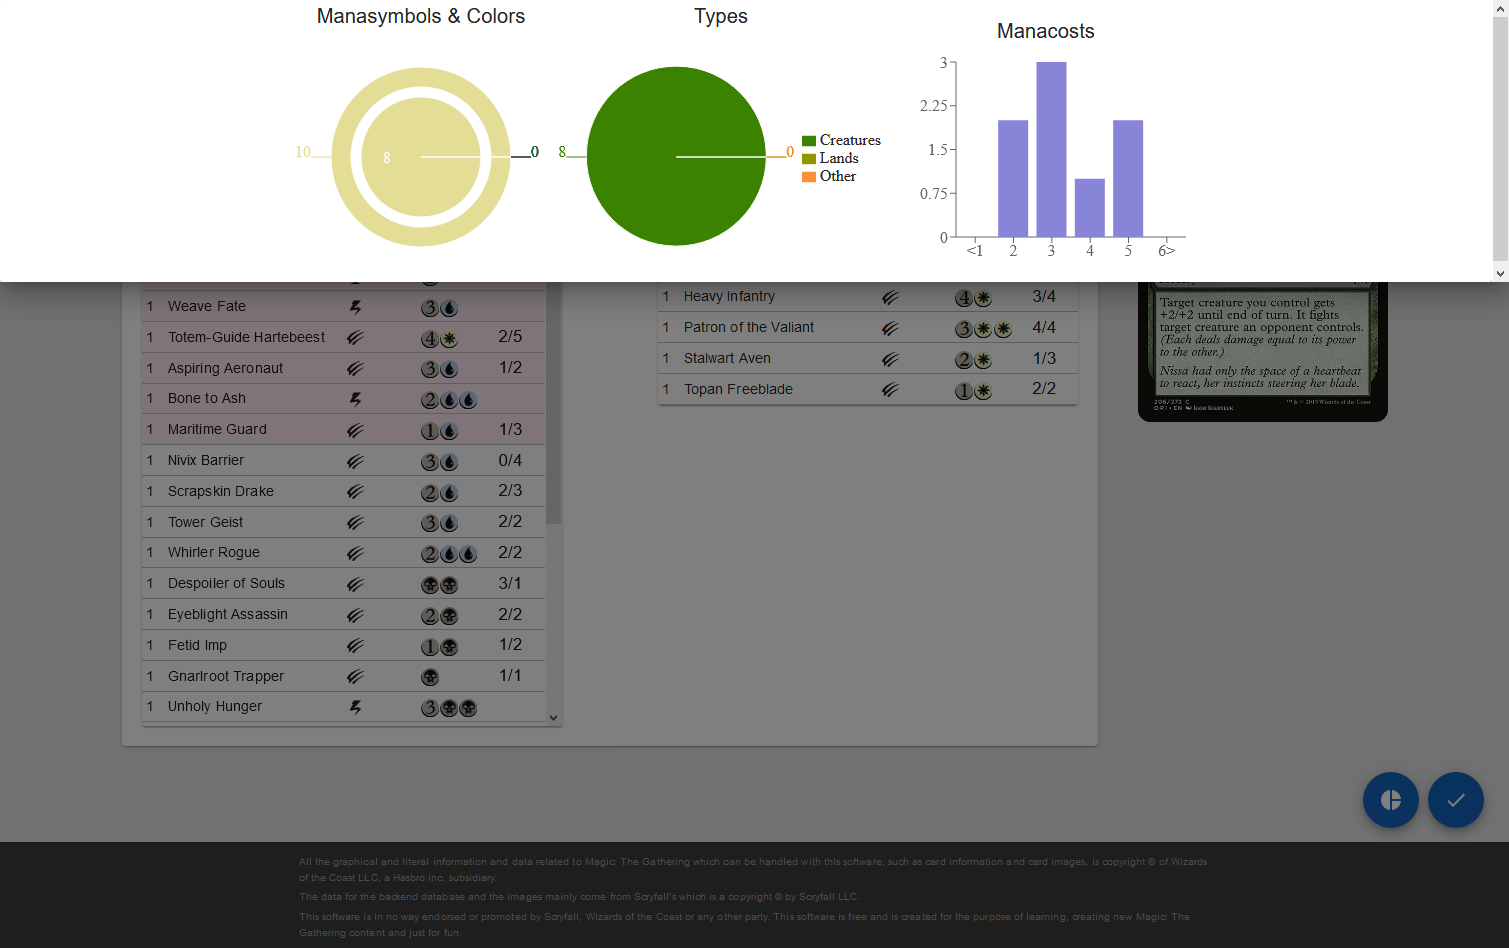 Manasymbols & Colors
10
8
0
Types
8
0
Creatures
Lands
Other
Manacosts
3
2.25
1.5
0.75
0
<1 2 3 4 5 6>
1 Weave Fate 3
1 Totem-Guide Hartebeest 4 2/5
1 Aspiring Aeronaut 3 1/2
1 Bone to Ash 2
1 Maritime Guard 1 1/3
1 Nivix Barrier 3 0/4
1 Scrapskin Drake 2 2/3
1 Tower Geist 3 2/2
1 Whirler Rogue 2 2/2
1 Despoiler of Souls 3/1
1 Eyeblight Assassin 2 2/2
1 Fetid Imp 1 1/2
1 Gnarlroot Trapper 1/1
1 Unholy Hunger 3
1 Heavy Infantry 4 3/4
1 Patron of the Valiant 3 4/4
1 Stalwart Aven 2 1/3
1 Topan Freeblade 1 2/2
Target creature you control gets
+2/+2 until end of turn. It fights
target creature an opponent controls.
(Each deals damage equal to its power
to the other.)
Nissa had only the space of a heartbeat
to react, her instincts steering her blade.
206/272 C
ORI • EN
™ & © 2015 Wizards of the Coast
All the graphical and literal information and data related to Magic: The Gathering which can be handled with this software, such as card information and card images, is copyright © of Wizards
of the Coast LLC, a Hasbro inc. subsidiary.
The data for the backend database and the images mainly come from Scryfall's which is a copyright © by Scryfall LLC.
This software is in no way endorsed or promoted by Scryfall, Wizards of the Coast or any other party. This software is free and is created for the purpose of learning, creating new Magic: The
Gathering content and just for fun.